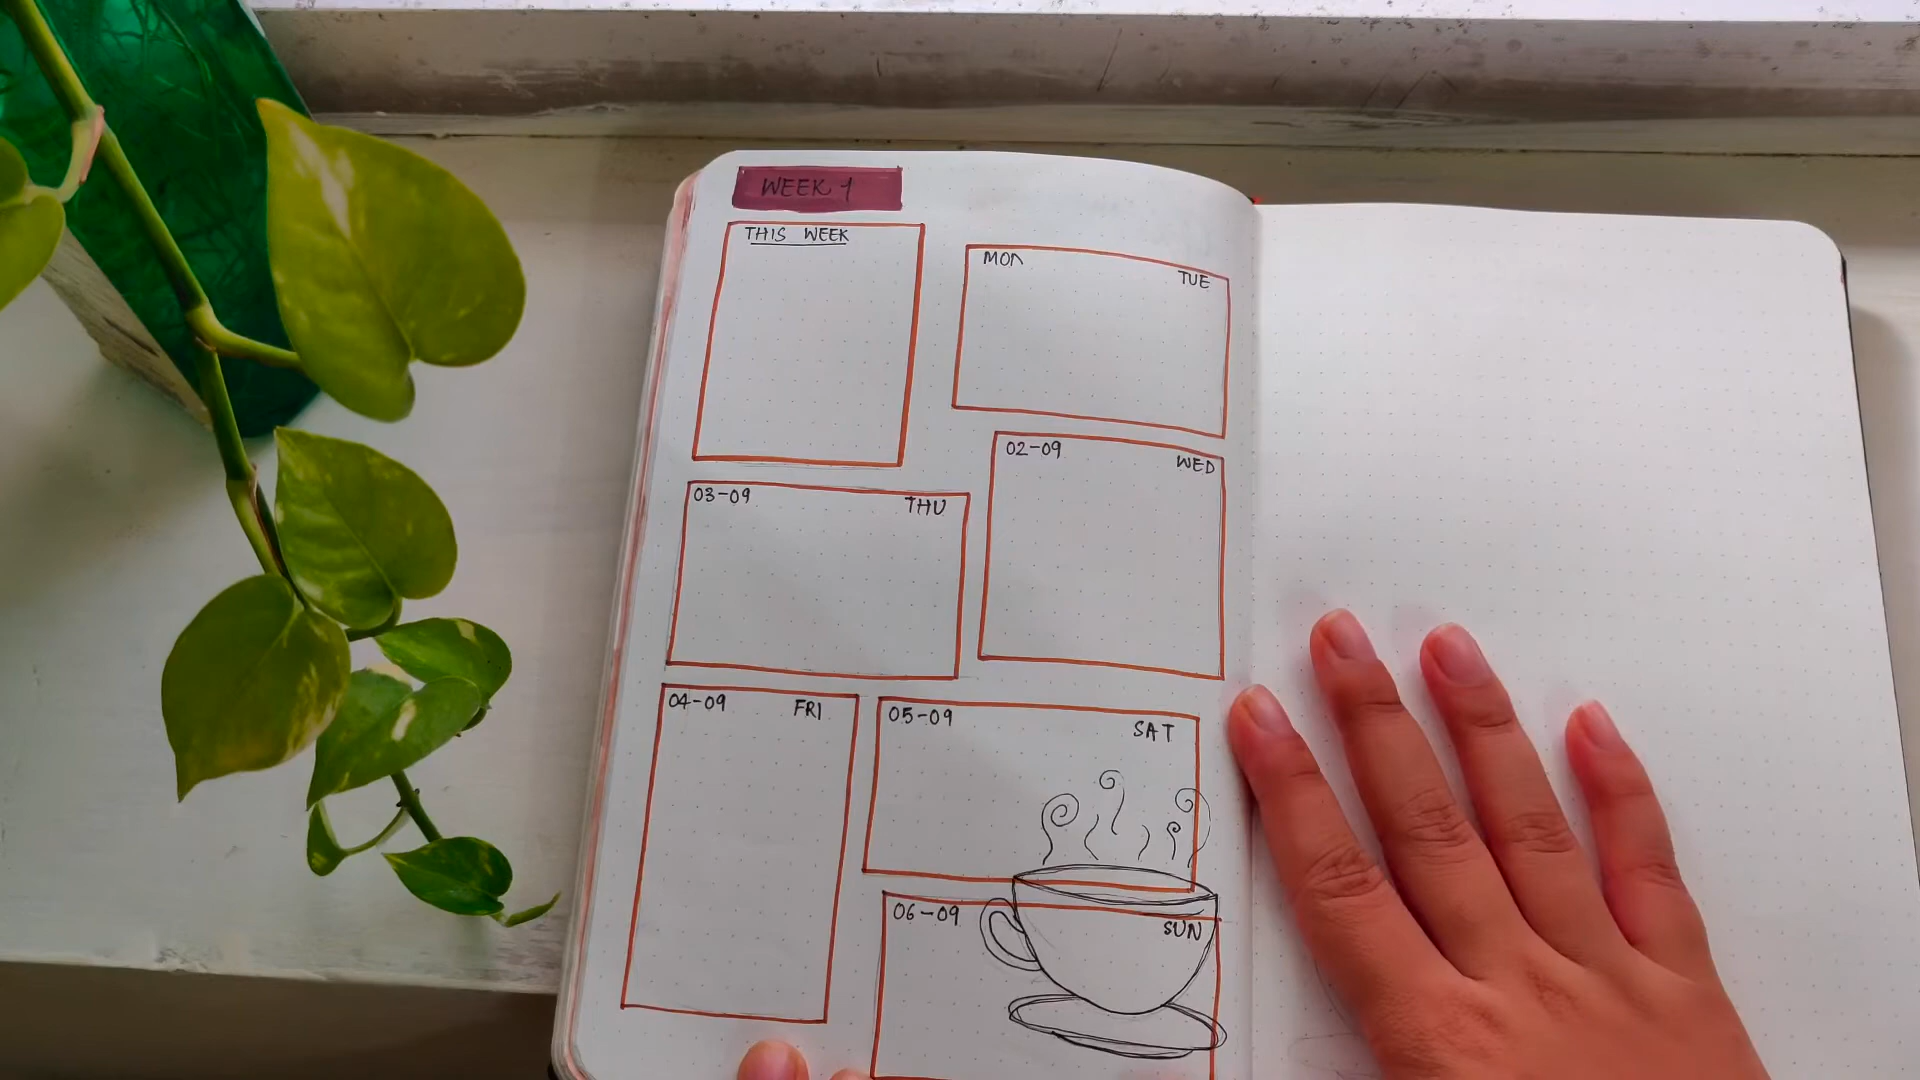 WEEK 1
THIS WEEK
MON TUE
02-09 WED
03-09 THU
04-09 FRI
05-09 SAT
06-09 SUN